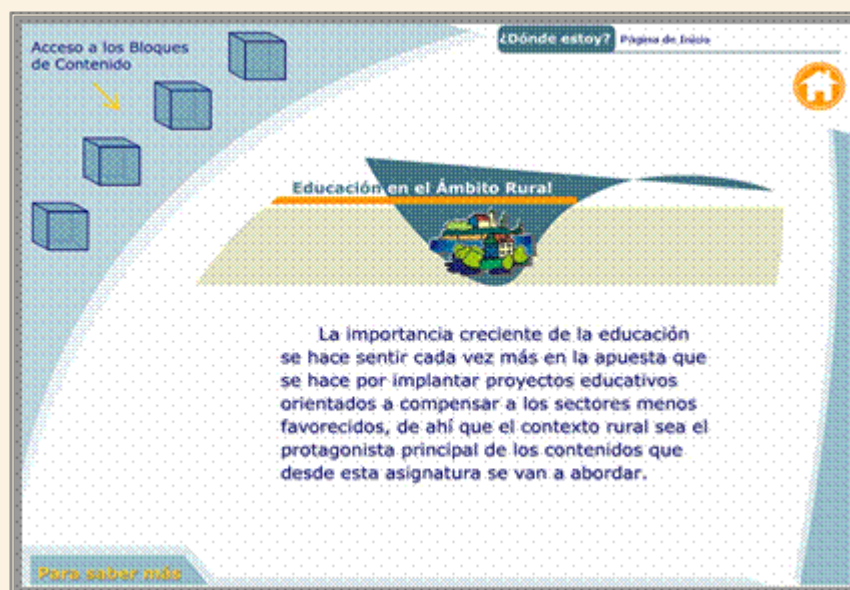 Acceso a los Bloques
de Contenido
¿Dónde estoy? Página de Inicio
Educación en el Ámbito Rural
La importancia creciente de la educación
se hace sentir cada vez más en la apuesta que
se hace por implantar proyectos educativos
orientados a compensar a los sectores menos
favorecidos, de ahí que el contexto rural sea el
protagonista principal de los contenidos que
desde esta asignatura se van a abordar.
Para saber más